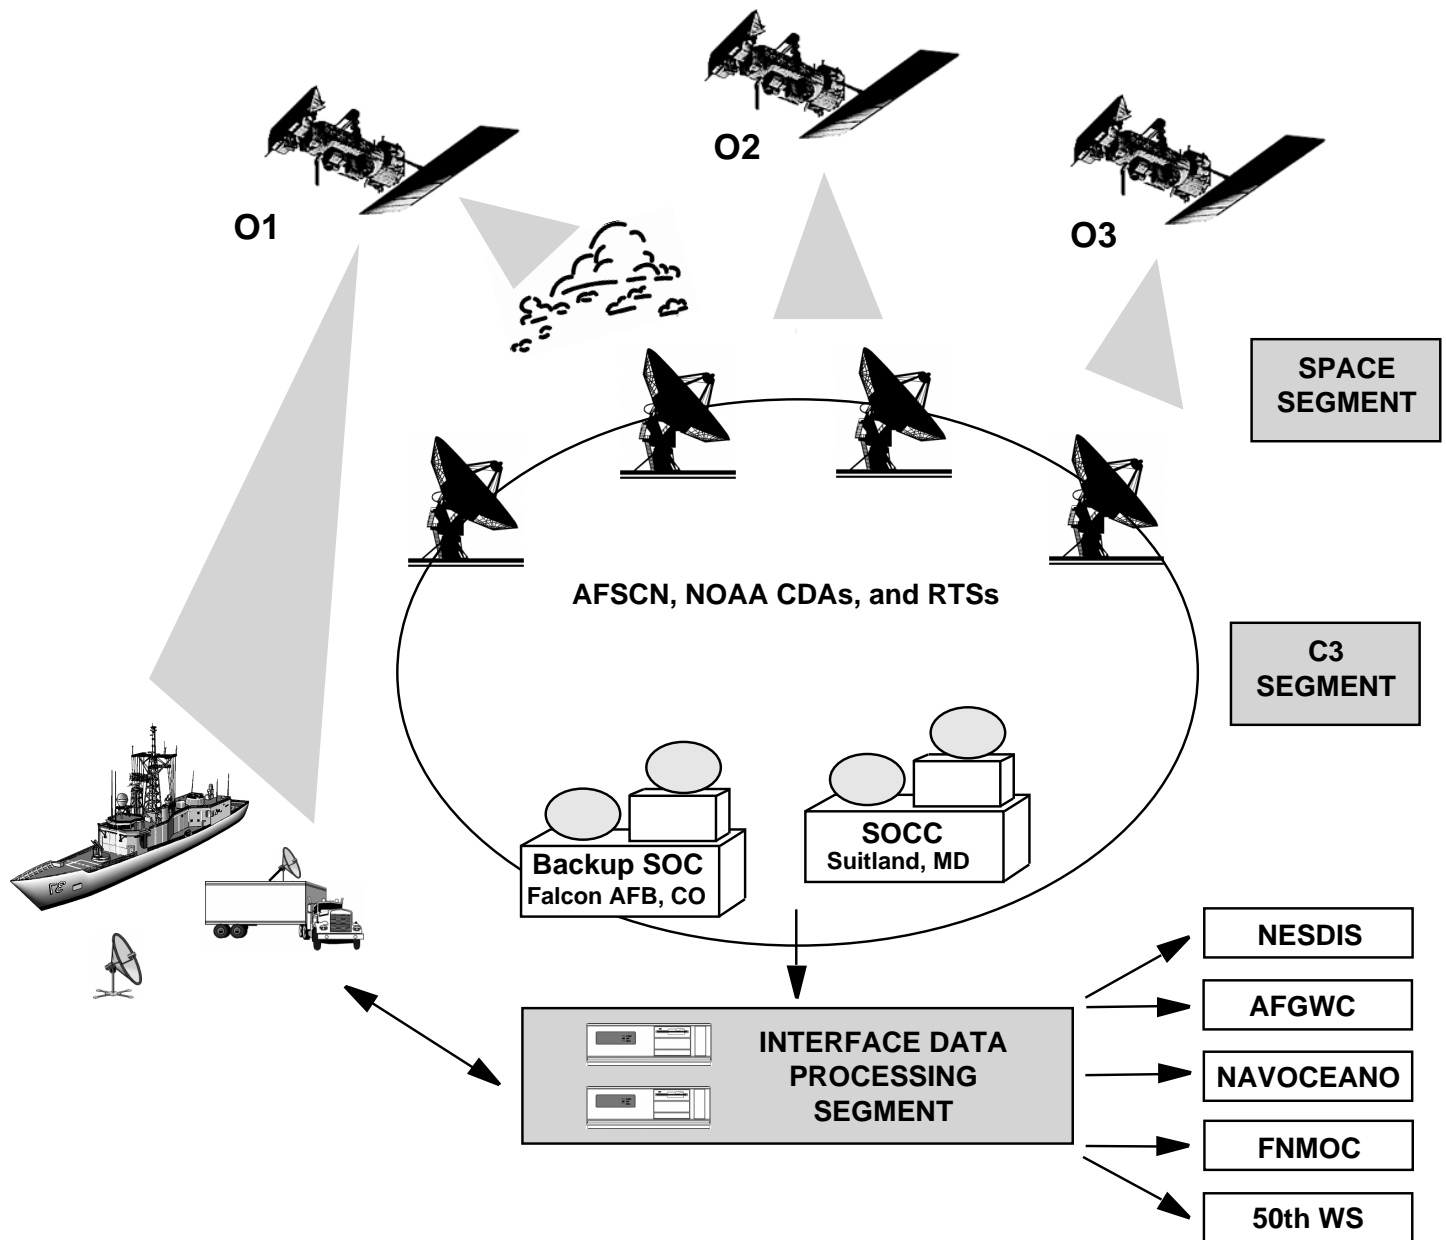 O2
O1
O3
SPACE
SEGMENT
AFSCN, NOAA CDAs, and RTSs
C3
SEGMENT
SOCC
Suitland, MD
Backup SOC
Falcon AFB, CO
NESDIS
AFGWC
INTERFACE DATA
PROCESSING
SEGMENT
NAVOCEANO
FNMOC
50th WS